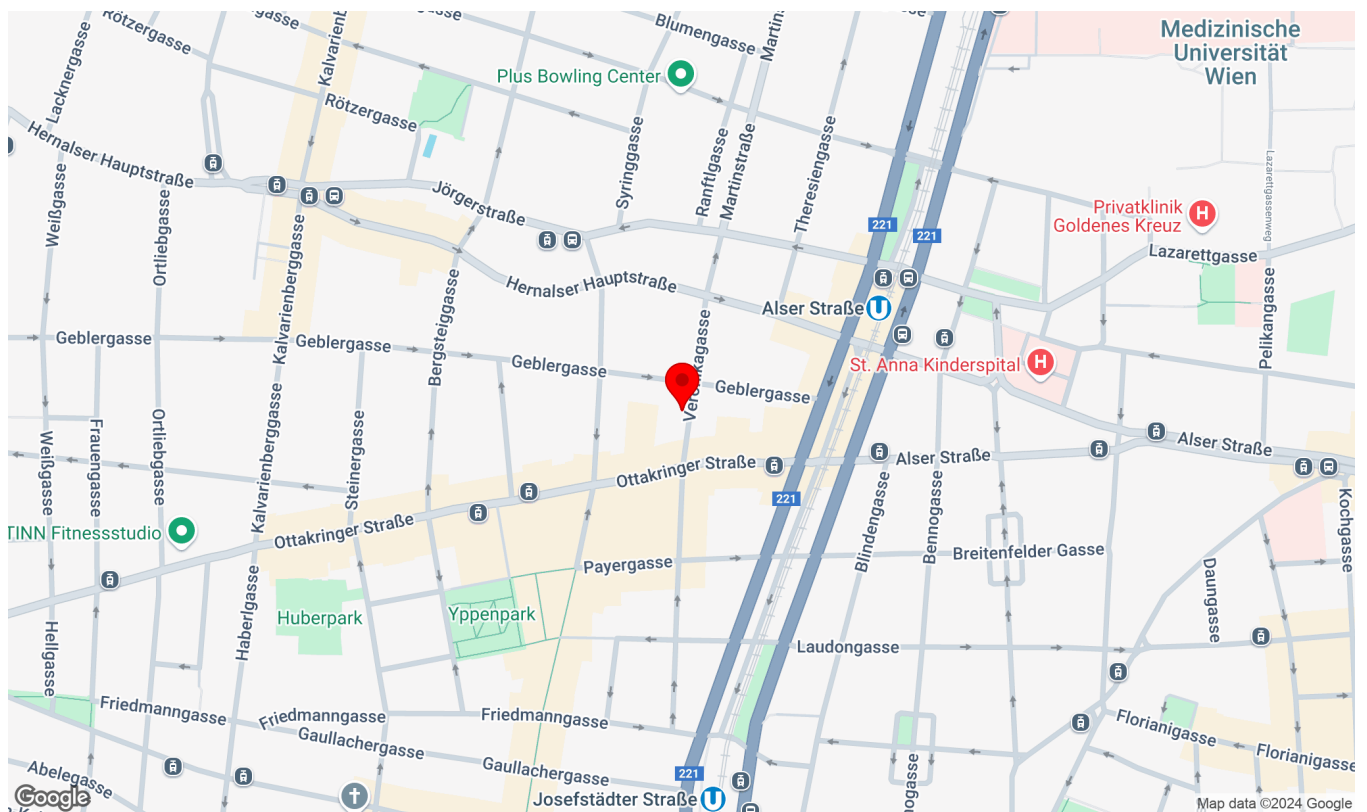 Rötzergasse
Blumengasse
Martinstraße
Medizinische
Universität
Wien
Lacknergasse
Kalvarienberggasse
Plus Bowling Center
Rötzergasse
Hernalser Hauptstraße
Syringgasse
Ranftlgasse
Martinstraße
Theresiengasse
Lazarettgassenweg
Weißgasse
Ortliebgasse
Jörgerstraße
221
221
Privatklinik
Goldenes Kreuz
H
Lazarettgasse
Hernalser Hauptstraße
Alser Straße
U
Pelikangasse
Geblergasse
Geblergasse
Kalvarienberggasse
Bergsteiggasse
Geblergasse
Geblergasse
St. Anna Kinderspital
H
Weißgasse
Frauengasse
Ortliebgasse
Steinergasse
Ottakringer Straße
Alser Straße
Alser Straße
221
Kochgasse
TINN Fitnessstudio
Ottakringer Straße
Kalvarienberggasse
Blindengasse
Bennogasse
Payergasse
Breitenfelder Gasse
Daungasse
Haberlgasse
Huberpark
Yppenpark
Hellgasse
Laudongasse
Friedmanngasse
Friedmanngasse
Friedmanngasse
Florianigasse
Florianigasse
Gaullachergasse
Gaullachergasse
Abelegasse
221
Josefstädter Straße
U
Google
Map data ©2024 Google